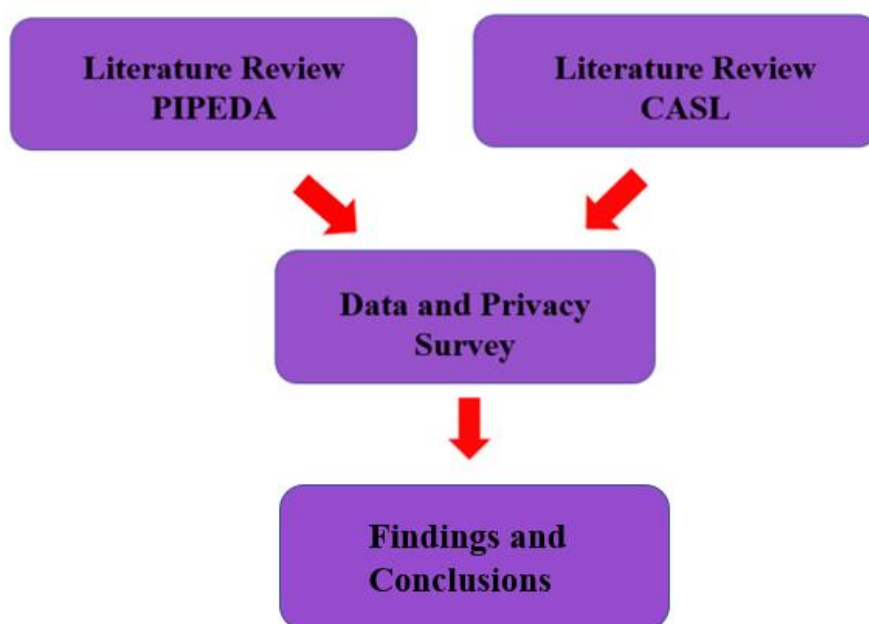 Literature Review
PIPEDA
Literature Review
CASL
Data and Privacy
Survey
Findings and
Conclusions